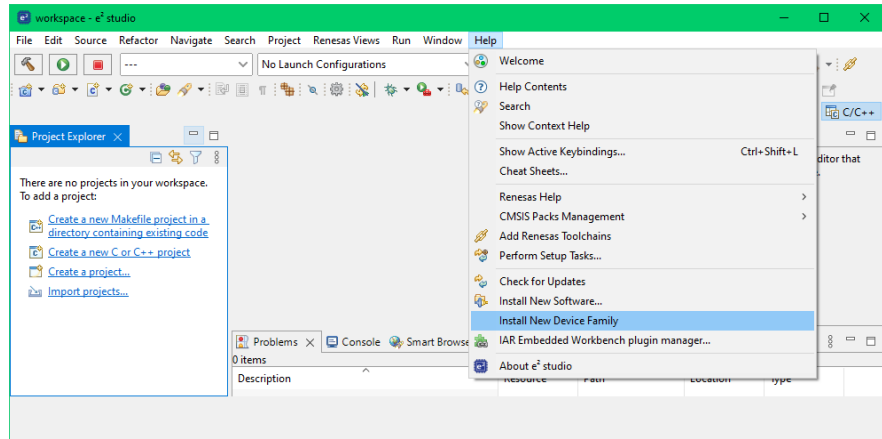 workspace - e² studio
File Edit Source Refactor Navigate Search Project Renesas Views Run Window Help
--- No Launch Configurations
C/C++
Project Explorer
There are no projects in your workspace.
To add a project:
Create a new Makefile project in a
directory containing existing code
Create a new C or C++ project
Create a project...
Import projects...
Welcome
Help Contents
Search
Show Context Help
Show Active Keybindings... Ctrl+Shift+L
Cheat Sheets...
Renesas Help
CMSIS Packs Management
Add Renesas Toolchains
Perform Setup Tasks...
Check for Updates
Install New Software...
Install New Device Family
IAR Embedded Workbench plugin manager...
About e² studio
ditor that
Problems Console Smart Browse
0 items
Description Resource Path Location Type